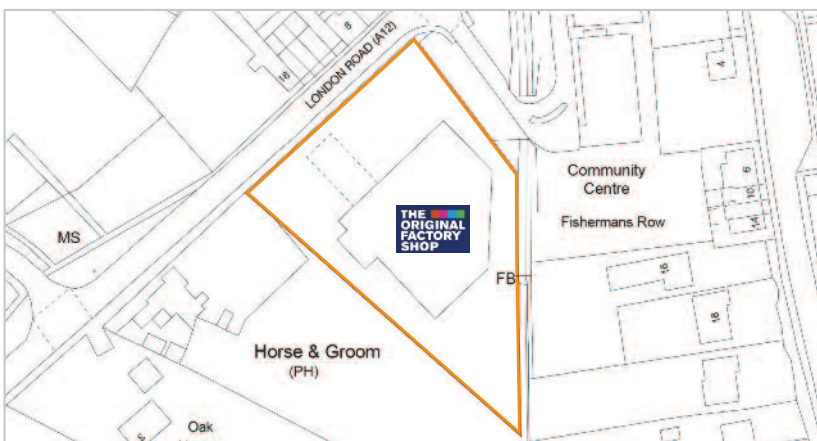 8
18
LONDON ROAD (A12)
4
Community
Centre
6
10
14
Fishermans Row
MS
THE
ORIGINAL
FACTORY
SHOP
FB
16
18
Horse & Groom
(PH)
Oak